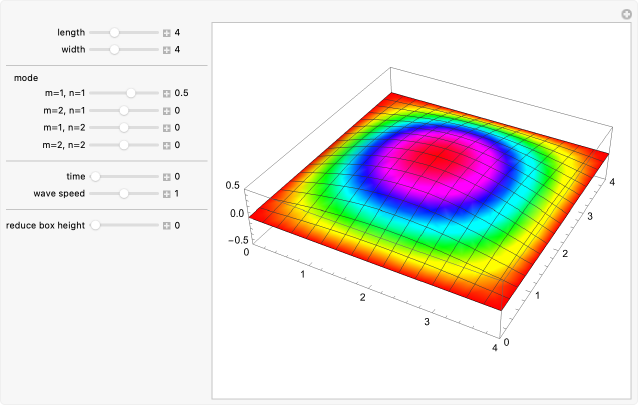 length 4
width 4
mode
m=1, n=1 0.5
m=2, n=1 0
m=1, n=2 0
m=2, n=2 0
time 0
wave speed 1
reduce box height 0
0.5
0.0
−0.5
0
1
2
3
4
0
1
2
3
4